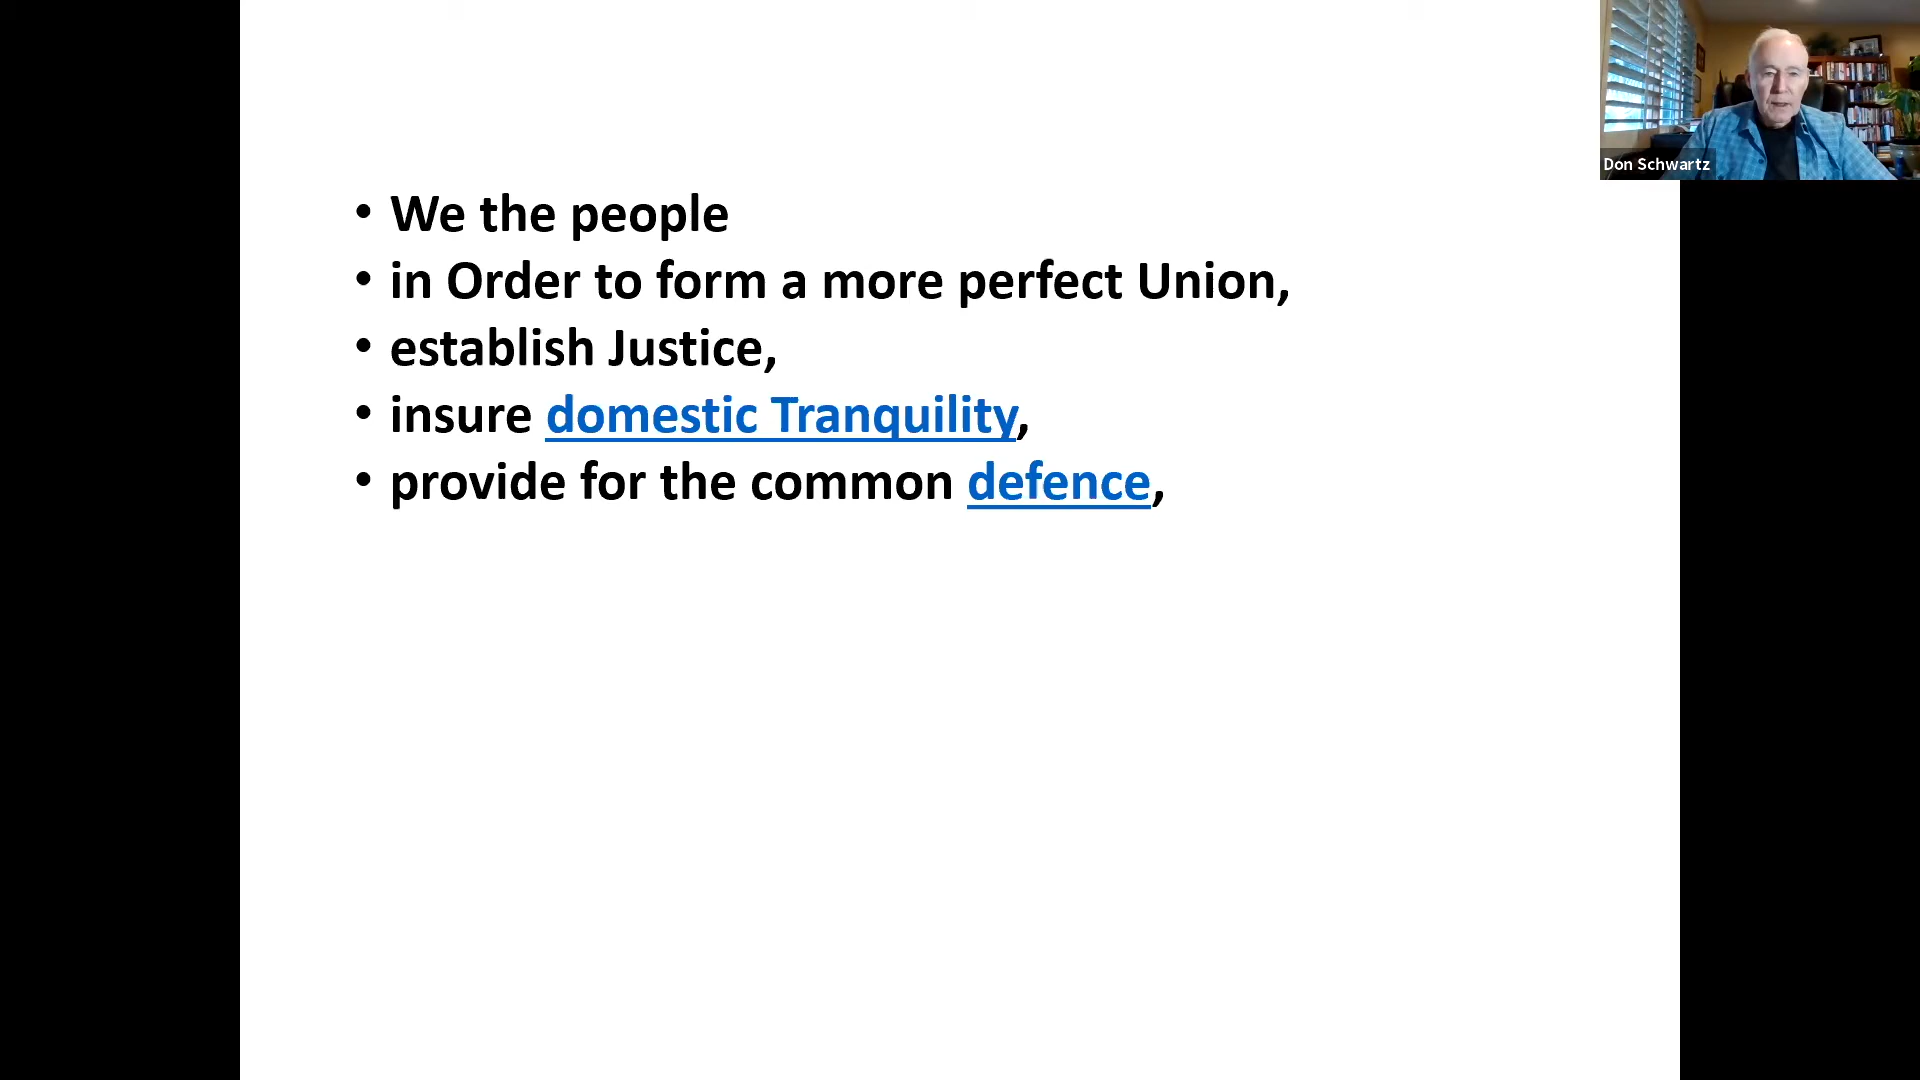 Don Schwartz
• We the people
• in Order to form a more perfect Union,
• establish Justice,
• insure domestic Tranquility,
• provide for the common defence,